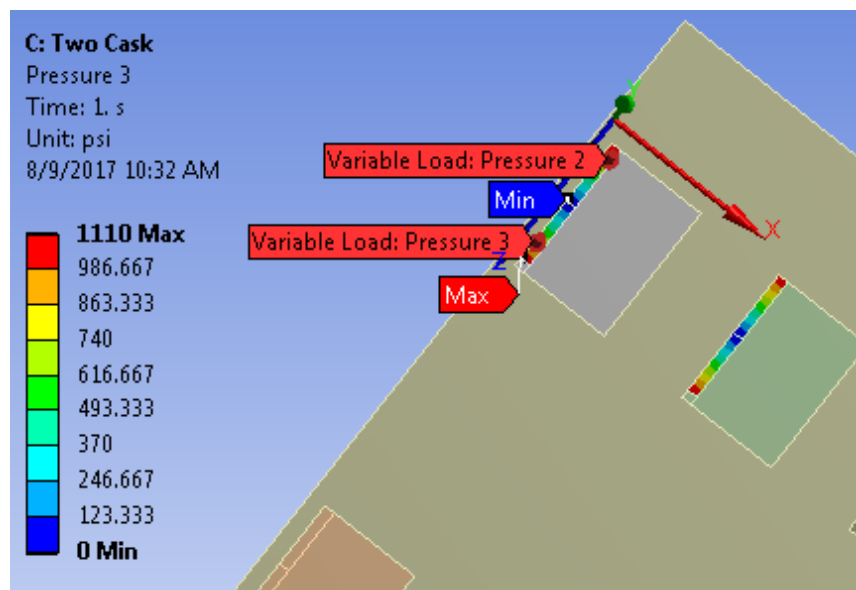 C: Two Cask
Pressure 3
Time: 1. s
Unit: psi
8/9/2017 10:32 AM
1110 Max
986.667
863.333
740
616.667
493.333
370
246.667
123.333
0 Min
Y
Variable Load: Pressure 2
Min
Variable Load: Pressure 3
X
Z
Max